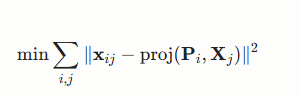 min ∑_{i,j} ‖𝐱_{ij} − proj(𝐏_i, 𝐗_j)‖²